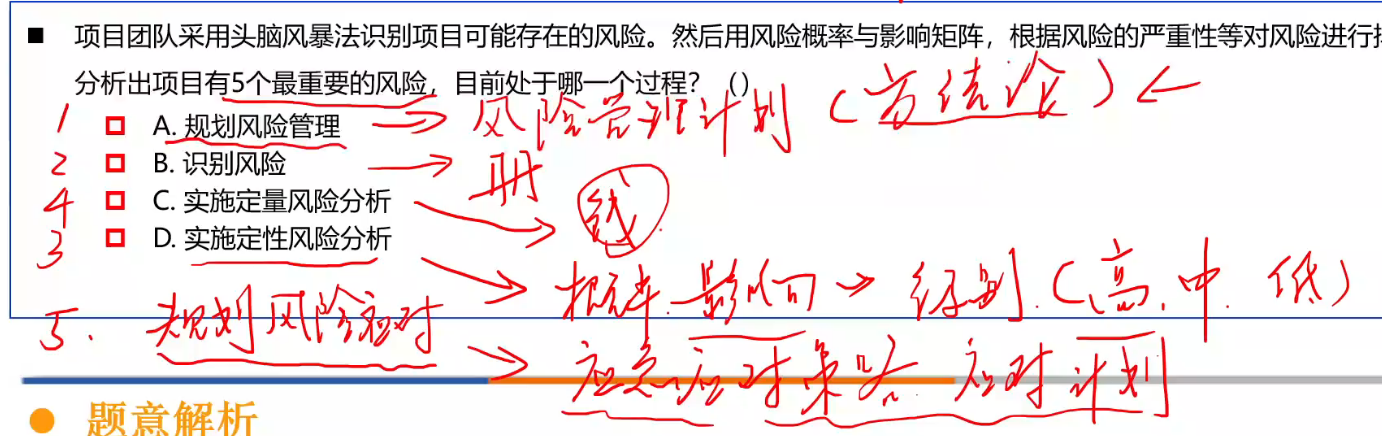 ■ 项目团队采用头脑风暴法识别项目可能存在的风险。然后用风险概率与影响矩阵，根据风险的严重性等对风险进行
分析出项目有5个最重要的风险，目前处于哪一个过程？（）
1 A. 规划风险管理 风险管理计划（方法论）
2 B. 识别风险 册
4 C. 实施定量风险分析 钱
3 D. 实施定性风险分析
概率.影响 级别.（高.中.低）
5. 规划风险应对
应急应对策略 应对计划
题意解析